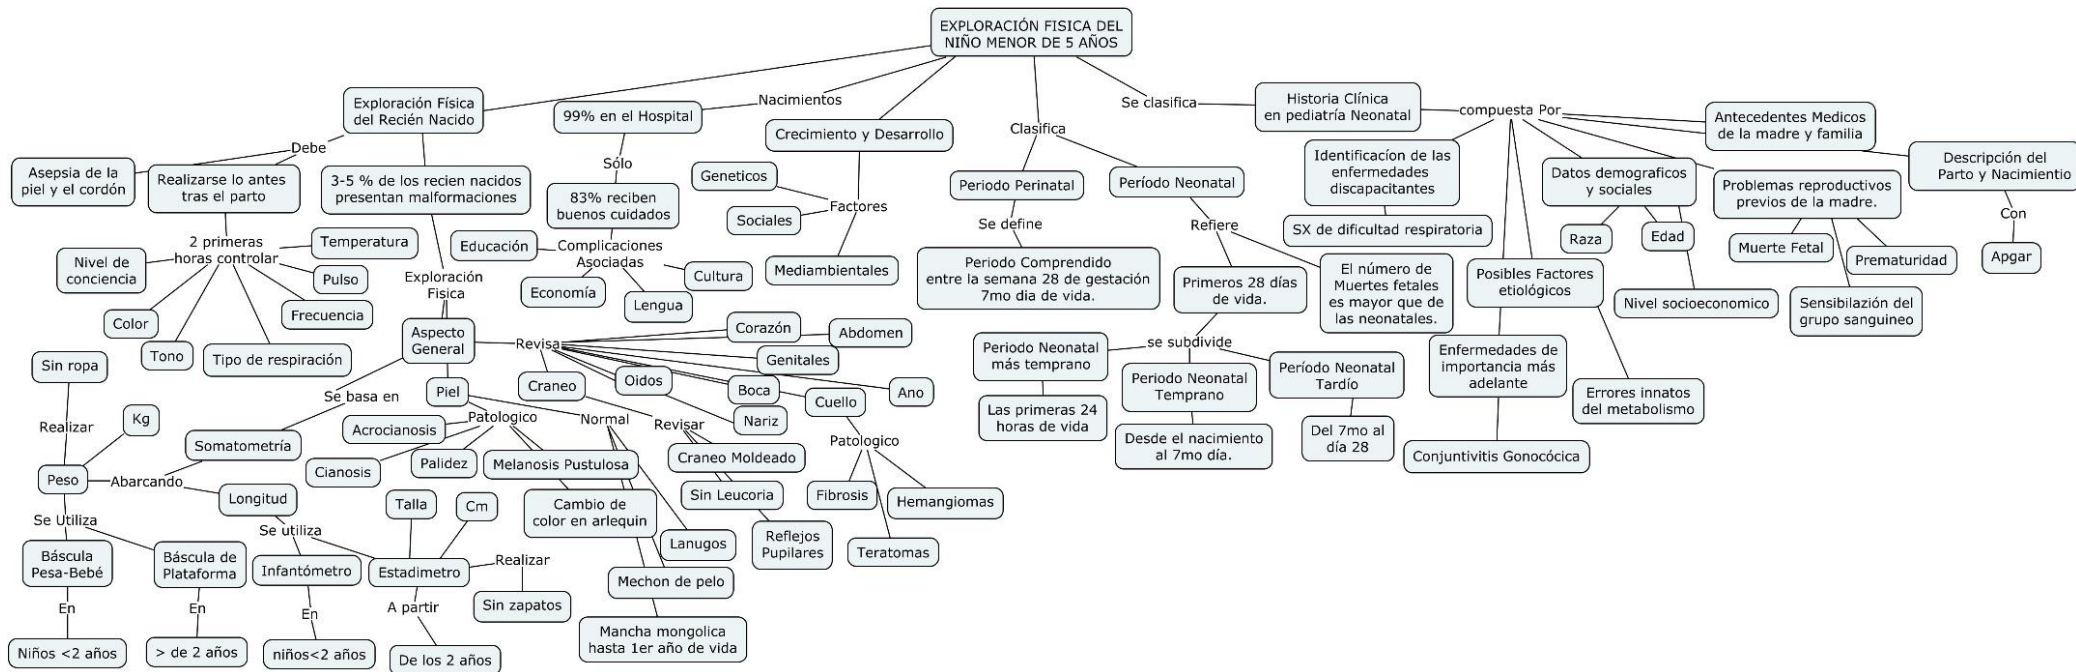 EXPLORACIÓN FISICA DEL
NIÑO MENOR DE 5 AÑOS
Exploración Física
del Recién Nacido
Debe
Asepsia de la
piel y el cordón
Realizarse lo antes
tras el parto
2 primeras
horas controlar
Nivel de
conciencia
Color
Tono
Tipo de respiración
Frecuencia
Pulso
Temperatura
3-5 % de los recien nacidos
presentan malformaciones
Exploración
Fisica
Aspecto
General
Se basa en
Somatometría
Abarcando
Peso
Realizar
Sin ropa
Kg
Se Utiliza
Báscula
Pesa-Bebé
En
Niños <2 años
Báscula de
Plataforma
En
> de 2 años
Longitud
Se utiliza
Infantómetro
En
niños<2 años
Estadimetro
Talla
Cm
Realizar
Sin zapatos
A partir
De los 2 años
Piel
Patologico
Acrocianosis
Cianosis
Palidez
Melanosis Pustulosa
Cambio de
color en arlequin
Normal
Lanugos
Mechon de pelo
Mancha mongolica
hasta 1er año de vida
Revisa
Corazón
Abdomen
Genitales
Ano
Boca
Cuello
Oidos
Nariz
Craneo
Revisar
Craneo Moldeado
Sin Leucoria
Reflejos
Pupilares
Patologico
Fibrosis
Teratomas
Hemangiomas
Nacimientos
99% en el Hospital
Sólo
83% reciben
buenos cuidados
Complicaciones
Asociadas
Educación
Economía
Lengua
Cultura
Crecimiento y Desarrollo
Factores
Geneticos
Sociales
Mediambientales
Clasifica
Periodo Perinatal
Se define
Periodo Comprendido
entre la semana 28 de gestación
7mo dia de vida.
Período Neonatal
Refiere
Primeros 28 días
de vida.
El número de
Muertes fetales
es mayor que de
las neonatales.
se subdivide
Periodo Neonatal
más temprano
Las primeras 24
horas de vida
Periodo Neonatal
Temprano
Desde el nacimiento
al 7mo día.
Período Neonatal
Tardío
Del 7mo al
día 28
Se clasifica
Historia Clínica
en pediatría Neonatal
compuesta Por
Identificacíon de las
enfermedades
discapacitantes
SX de dificultad respiratoria
Posibles Factores
etiológicos
Enfermedades de
importancia más
adelante
Conjuntivitis Gonocócica
Errores innatos
del metabolismo
Datos demograficos
y sociales
Raza
Edad
Nivel socioeconomico
Problemas reproductivos
previos de la madre.
Muerte Fetal
Sensibilazión del
grupo sanguineo
Prematuridad
Antecedentes Medicos
de la madre y familia
Descripción del
Parto y Nacimientio
Con
Apgar